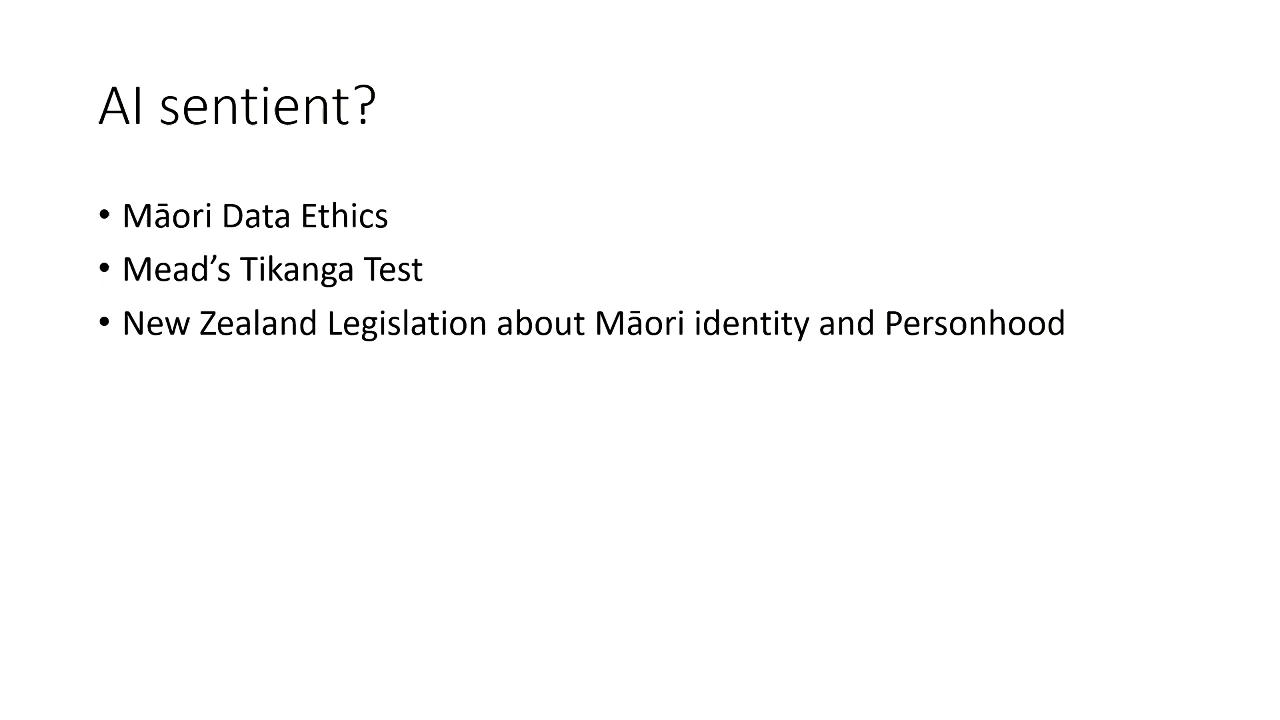 AI sentient?
• Māori Data Ethics
• Mead’s Tikanga Test
• New Zealand Legislation about Māori identity and Personhood